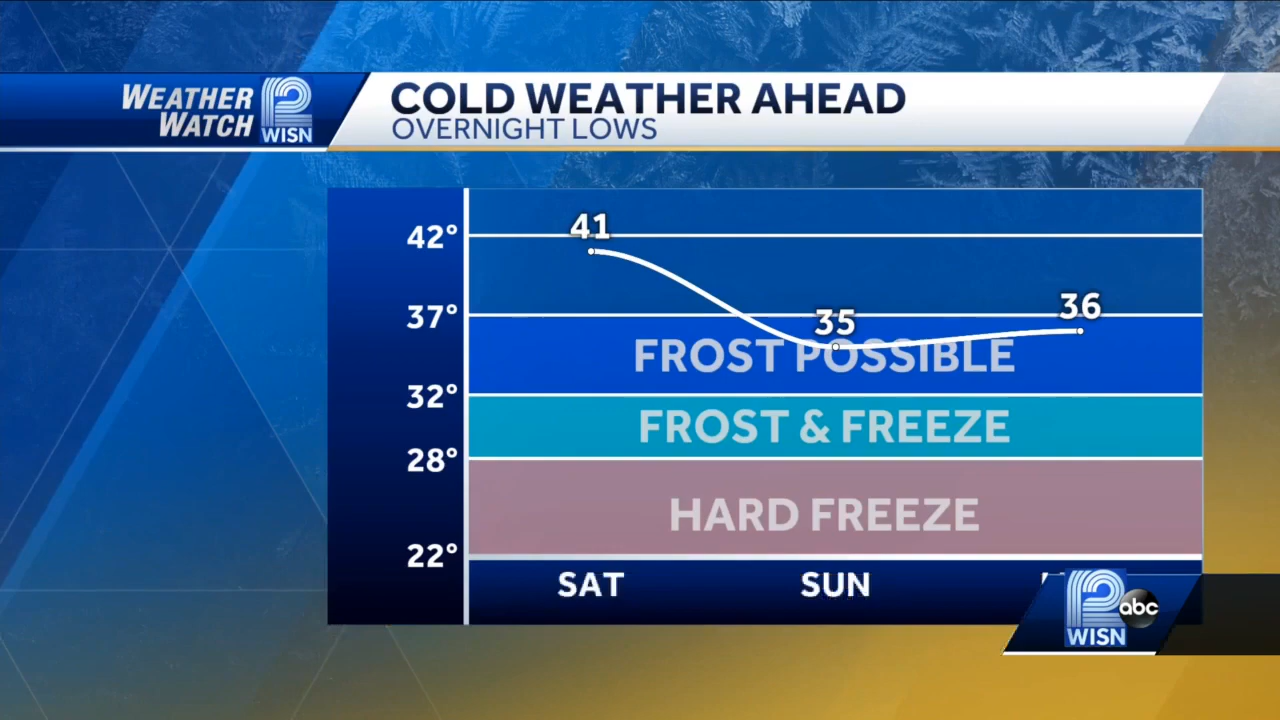 WEATHER
WATCH
12
WISN
COLD WEATHER AHEAD
OVERNIGHT LOWS
42°
41
37°
35
36
FROST POSSIBLE
32°
FROST & FREEZE
28°
HARD FREEZE
22°
SAT SUN
12
abc
WISN